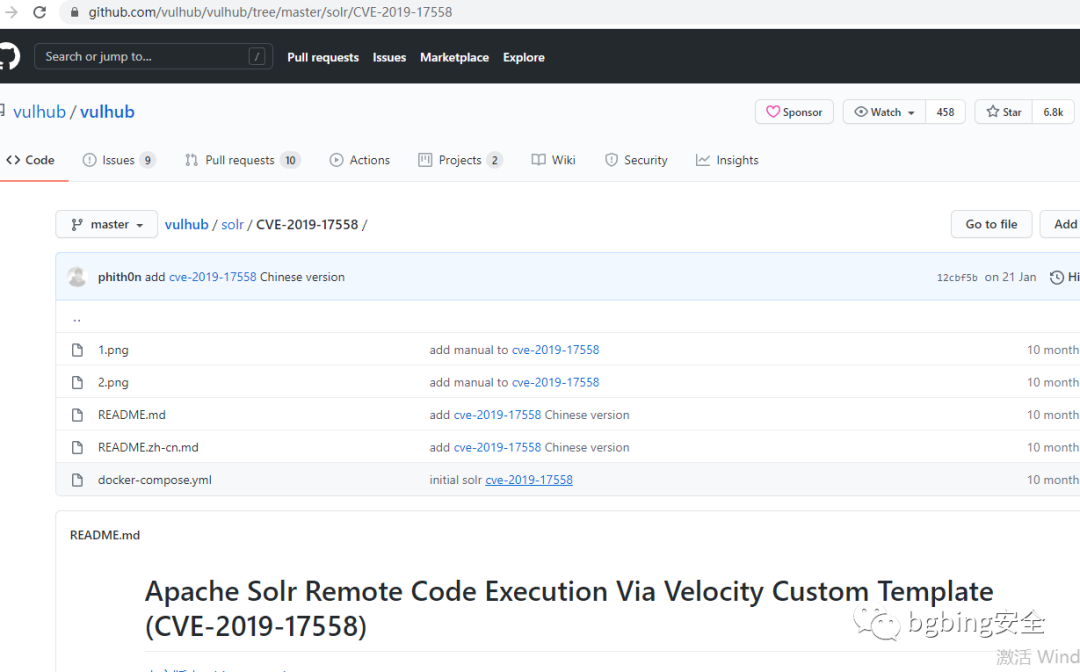 github.com/vulhub/vulhub/tree/master/solr/CVE-2019-17558
Search or jump to... / Pull requests Issues Marketplace Explore
vulhub / vulhub Sponsor Watch 458 Star 6.8k
Code Issues 9 Pull requests 10 Actions Projects 2 Wiki Security Insights
master vulhub / solr / CVE-2019-17558 / Go to file Add
phith0n add cve-2019-17558 Chinese version 12cbf5b on 21 Jan Hi
..
1.png add manual to cve-2019-17558 10 month
2.png add manual to cve-2019-17558 10 month
README.md add cve-2019-17558 Chinese version 10 month
README.zh-cn.md add cve-2019-17558 Chinese version 10 month
docker-compose.yml initial solr cve-2019-17558 10 month
README.md
Apache Solr Remote Code Execution Via Velocity Custom Template
(CVE-2019-17558)
bgbing安全
激活 Wind